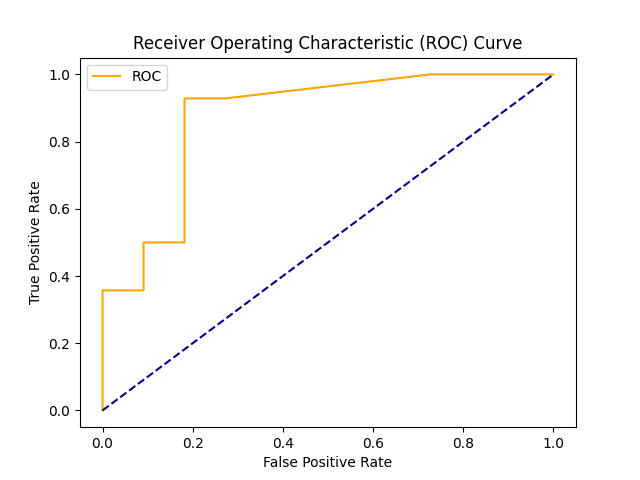 Receiver Operating Characteristic (ROC) Curve
ROC
1.0
0.8
0.6
0.4
0.2
0.0
True Positive Rate
0.0 0.2 0.4 0.6 0.8 1.0
False Positive Rate